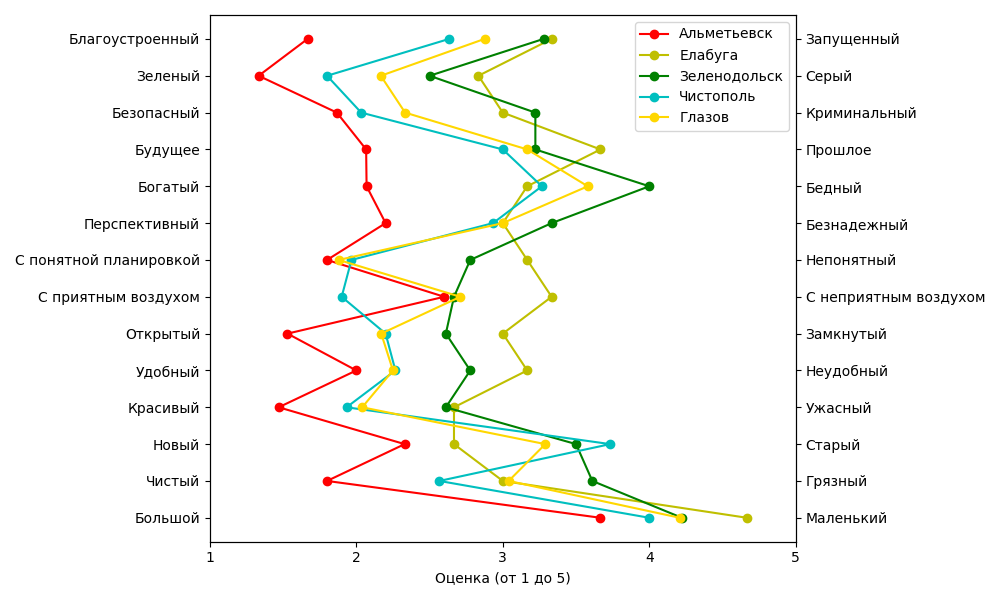 Благоустроенный
Зеленый
Безопасный
Будущее
Богатый
Перспективный
С понятной планировкой
С приятным воздухом
Открытый
Удобный
Красивый
Новый
Чистый
Большой
Альметьевск
Елабуга
Зеленодольск
Чистополь
Глазов
Запущенный
Серый
Криминальный
Прошлое
Бедный
Безнадежный
Непонятный
С неприятным воздухом
Замкнутый
Неудобный
Ужасный
Старый
Грязный
Маленький
1 2 3 4 5
Оценка (от 1 до 5)